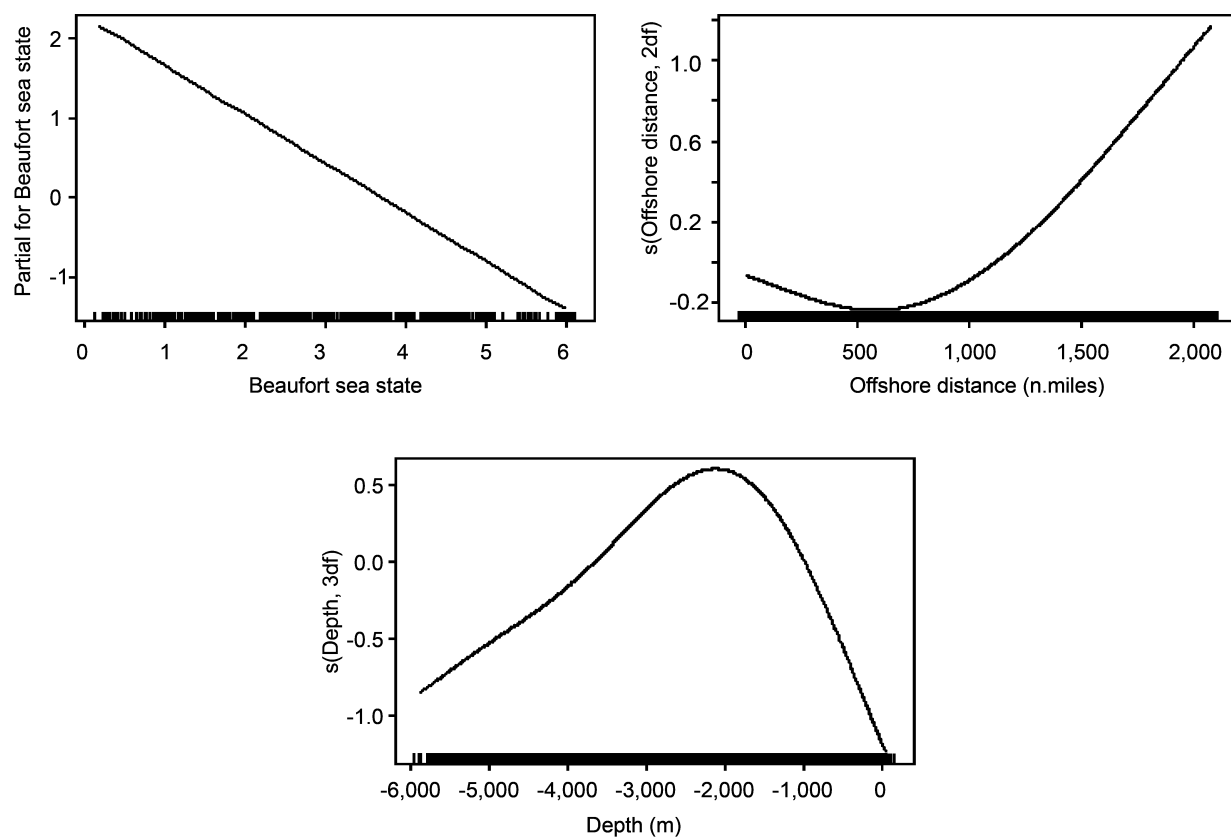 Partial for Beaufort sea state
2
1
0
-1
0 1 2 3 4 5 6
Beaufort sea state
s(Offshore distance, 2df)
1.0
0.6
0.2
-0.2
0 500 1,000 1,500 2,000
Offshore distance (n.miles)
s(Depth, 3df)
0.5
0.0
-0.5
-1.0
-6,000 -5,000 -4,000 -3,000 -2,000 -1,000 0
Depth (m)